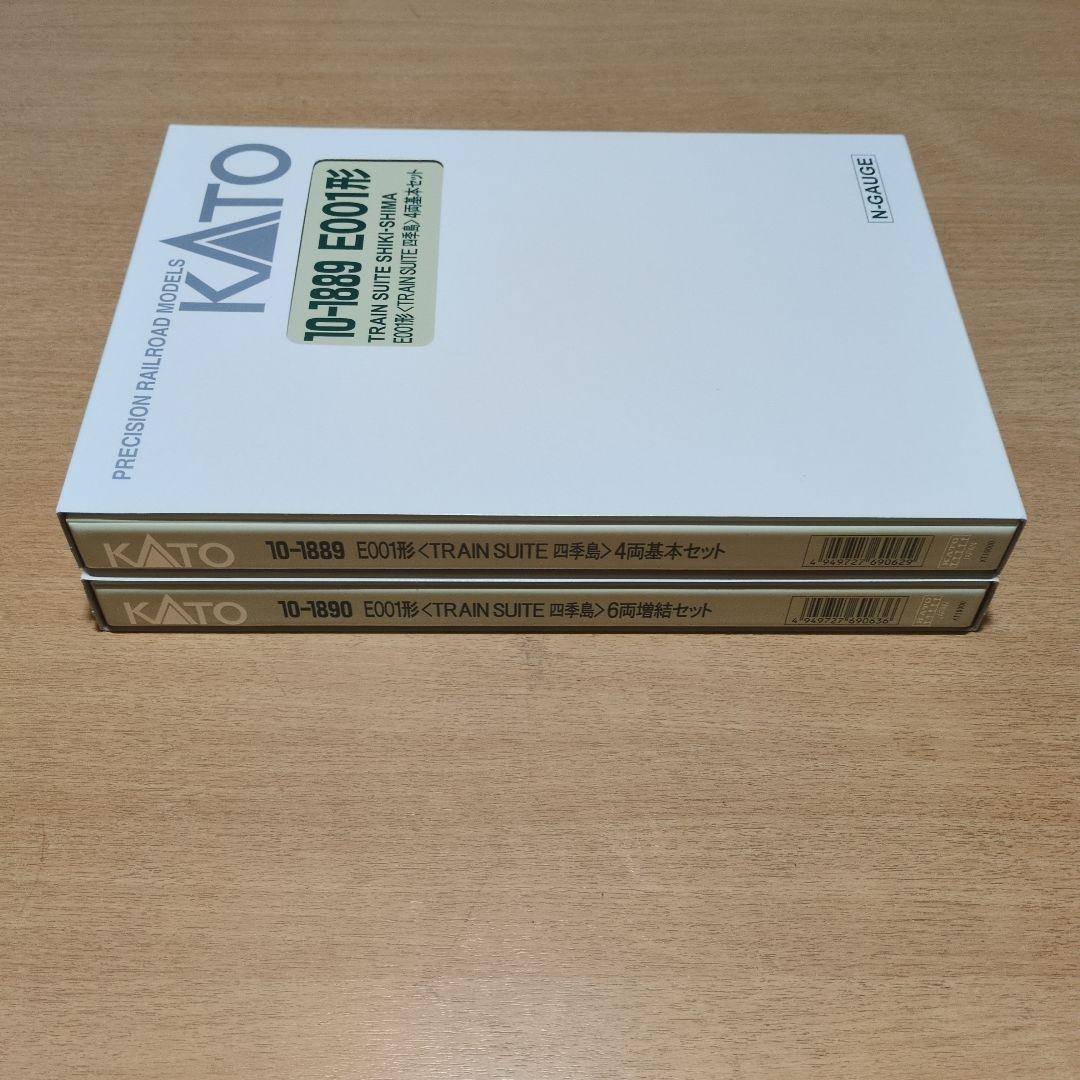 PRECISION RAILROAD MODELS
KATO
10-1889 E001形
TRAIN SUITE SHIKI-SHIMA
E001形<TRAIN SUITE 四季島>4両基本セット
N-GAUGE
KATO 10-1889 E001形<TRAIN SUITE 四季島>4両基本セット
4 949727 690629
KATO 10-1890 E001形<TRAIN SUITE 四季島>6両増結セット
4 949727 690636